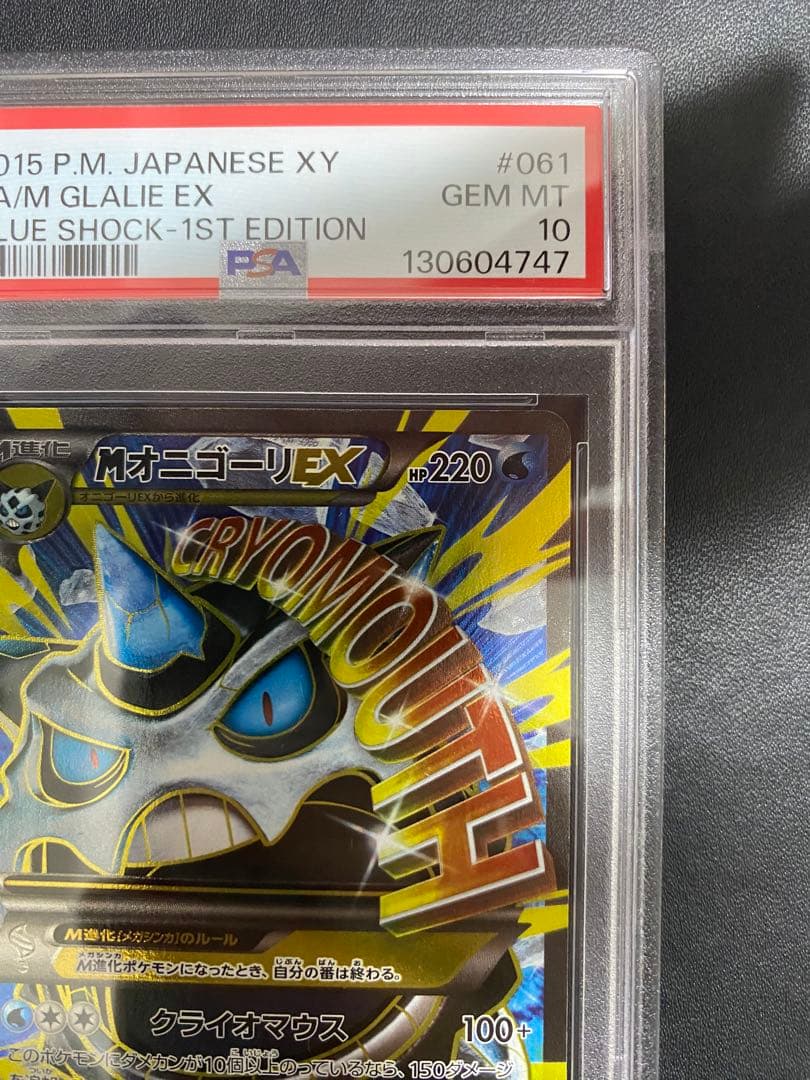 015 P.M. JAPANESE XY #061
A/M GLALIE EX GEM MT
LUE SHOCK-1ST EDITION 10
PSA 130604747
M進化 MオニゴーリEX HP220
オニゴーリEXから進化
CRYOMOUTH
M進化[メガシンカ]のルール
M進化ポケモンになったとき、自分の番は終わる。
クライオマウス 100+
このポケモンにダメカンが10個以上のっているなら、150ダメージ